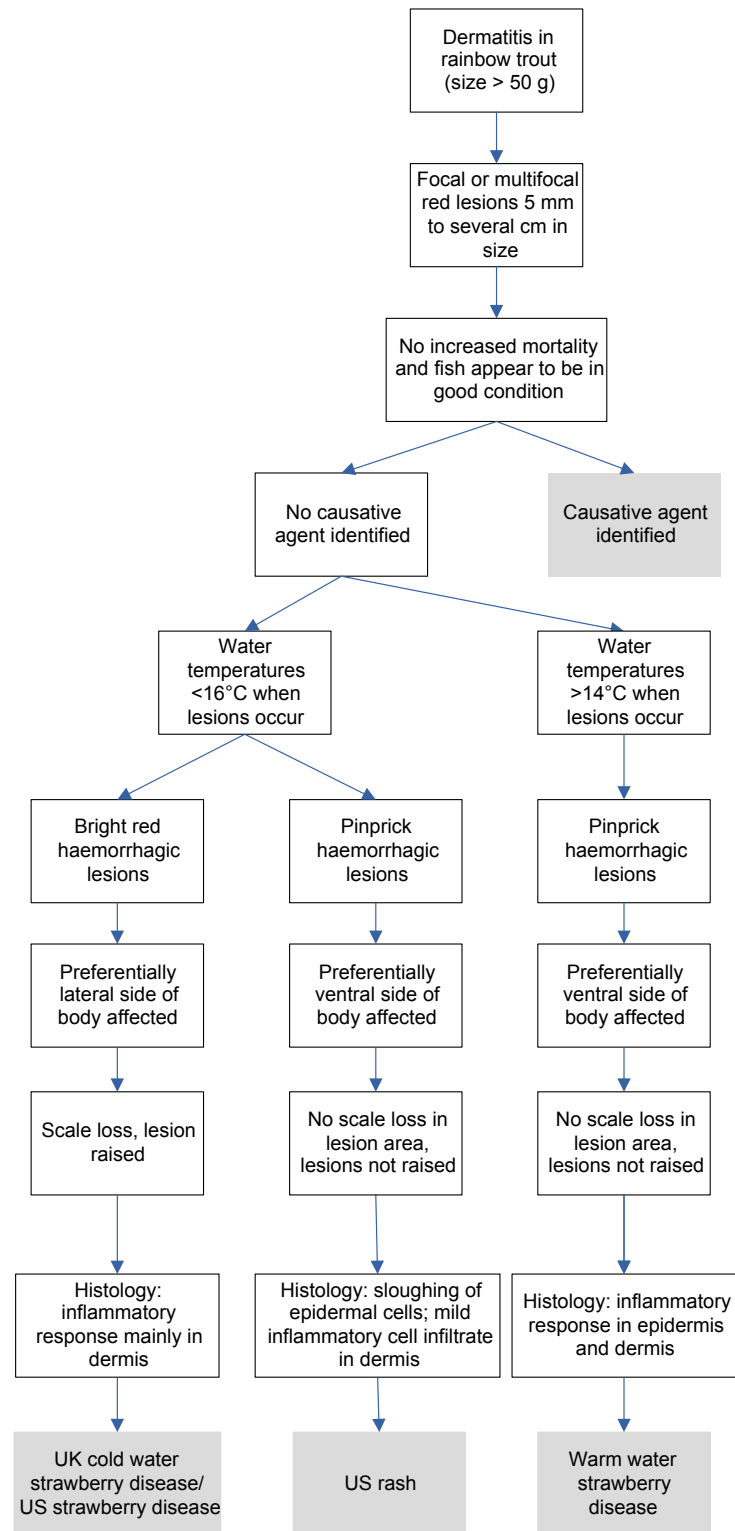 Dermatitis in
rainbow trout
(size > 50 g)
Focal or multifocal
red lesions 5 mm
to several cm in
size
No increased mortality
and fish appear to be in
good condition
No causative
agent identified
Causative agent
identified
Water
temperatures
<16°C when
lesions occur
Water
temperatures
>14°C when
lesions occur
Bright red
haemorrhagic
lesions
Pinprick
haemorrhagic
lesions
Pinprick
haemorrhagic
lesions
Preferentially
lateral side of
body affected
Preferentially
ventral side of
body affected
Preferentially
ventral side of
body affected
Scale loss, lesion
raised
No scale loss in
lesion area,
lesions not raised
No scale loss in
lesion area,
lesions not raised
Histology:
inflammatory
response mainly in
dermis
Histology: sloughing of
epidermal cells; mild
inflammatory cell infiltrate
in dermis
Histology: inflammatory
response in epidermis
and dermis
UK cold water
strawberry disease/
US strawberry disease
US rash
Warm water
strawberry
disease